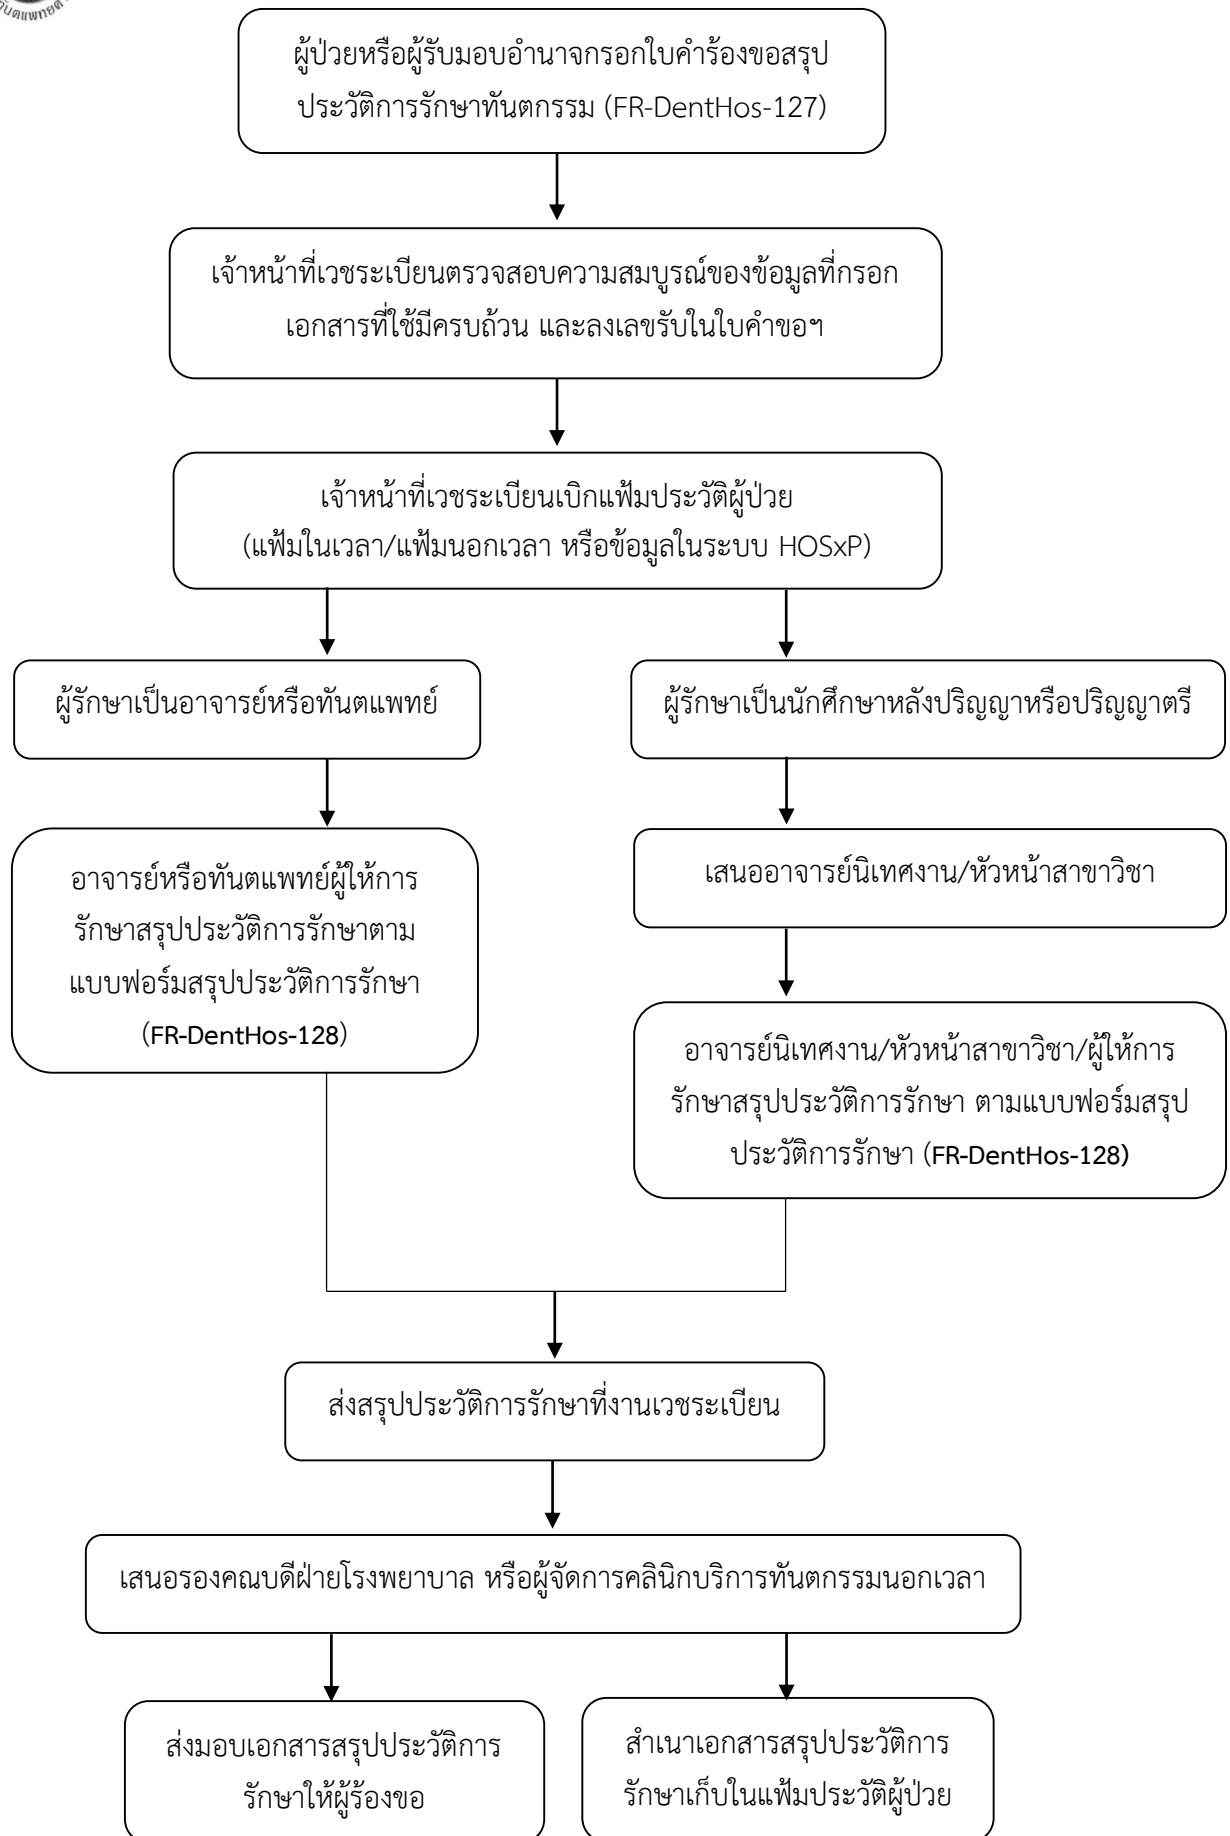 ผู้ป่วยหรือผู้รับมอบอำนาจกรอกใบคำร้องขอสรุป
ประวัติการรักษาทันตกรรม (FR-DentHos-127)
เจ้าหน้าที่เวชระเบียนตรวจสอบความสมบูรณ์ของข้อมูลที่กรอก
เอกสารที่ใช้มีครบถ้วน และลงเลขรับในใบคำขอฯ
เจ้าหน้าที่เวชระเบียนเบิกแฟ้มประวัติผู้ป่วย
(แฟ้มในเวลา/แฟ้มนอกเวลา หรือข้อมูลในระบบ HOSxP)
ผู้รักษาเป็นอาจารย์หรือทันตแพทย์
ผู้รักษาเป็นนักศึกษาหลังปริญญาหรือปริญญาตรี
อาจารย์หรือทันตแพทย์ผู้ให้การ
รักษาสรุปประวัติการรักษาตาม
แบบฟอร์มสรุปประวัติการรักษา
(FR-DentHos-128)
เสนออาจารย์นิเทศงาน/หัวหน้าสาขาวิชา
อาจารย์นิเทศงาน/หัวหน้าสาขาวิชา/ผู้ให้การ
รักษาสรุปประวัติการรักษา ตามแบบฟอร์มสรุป
ประวัติการรักษา (FR-DentHos-128)
ส่งสรุปประวัติการรักษาที่งานเวชระเบียน
เสนอรองคณบดีฝ่ายโรงพยาบาล หรือผู้จัดการคลินิกบริการทันตกรรมนอกเวลา
ส่งมอบเอกสารสรุปประวัติการ
รักษาให้ผู้ร้องขอ
สำเนาเอกสารสรุปประวัติการ
รักษาเก็บในแฟ้มประวัติผู้ป่วย